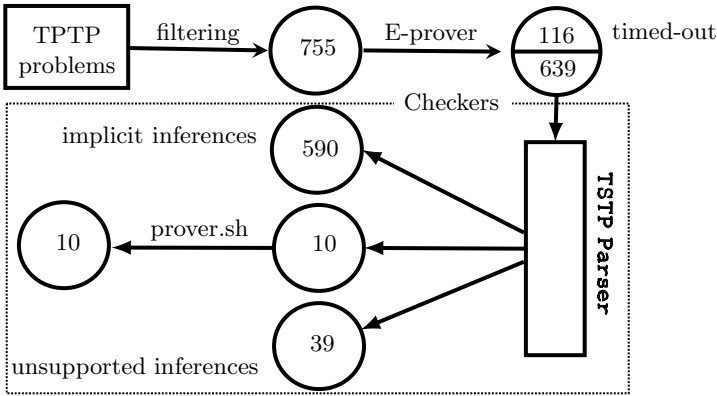 TPTP
problems
filtering
755
E-prover
116
639
timed-out
Checkers
implicit inferences
590
TSTP Parser
10
prover.sh
10
39
unsupported inferences